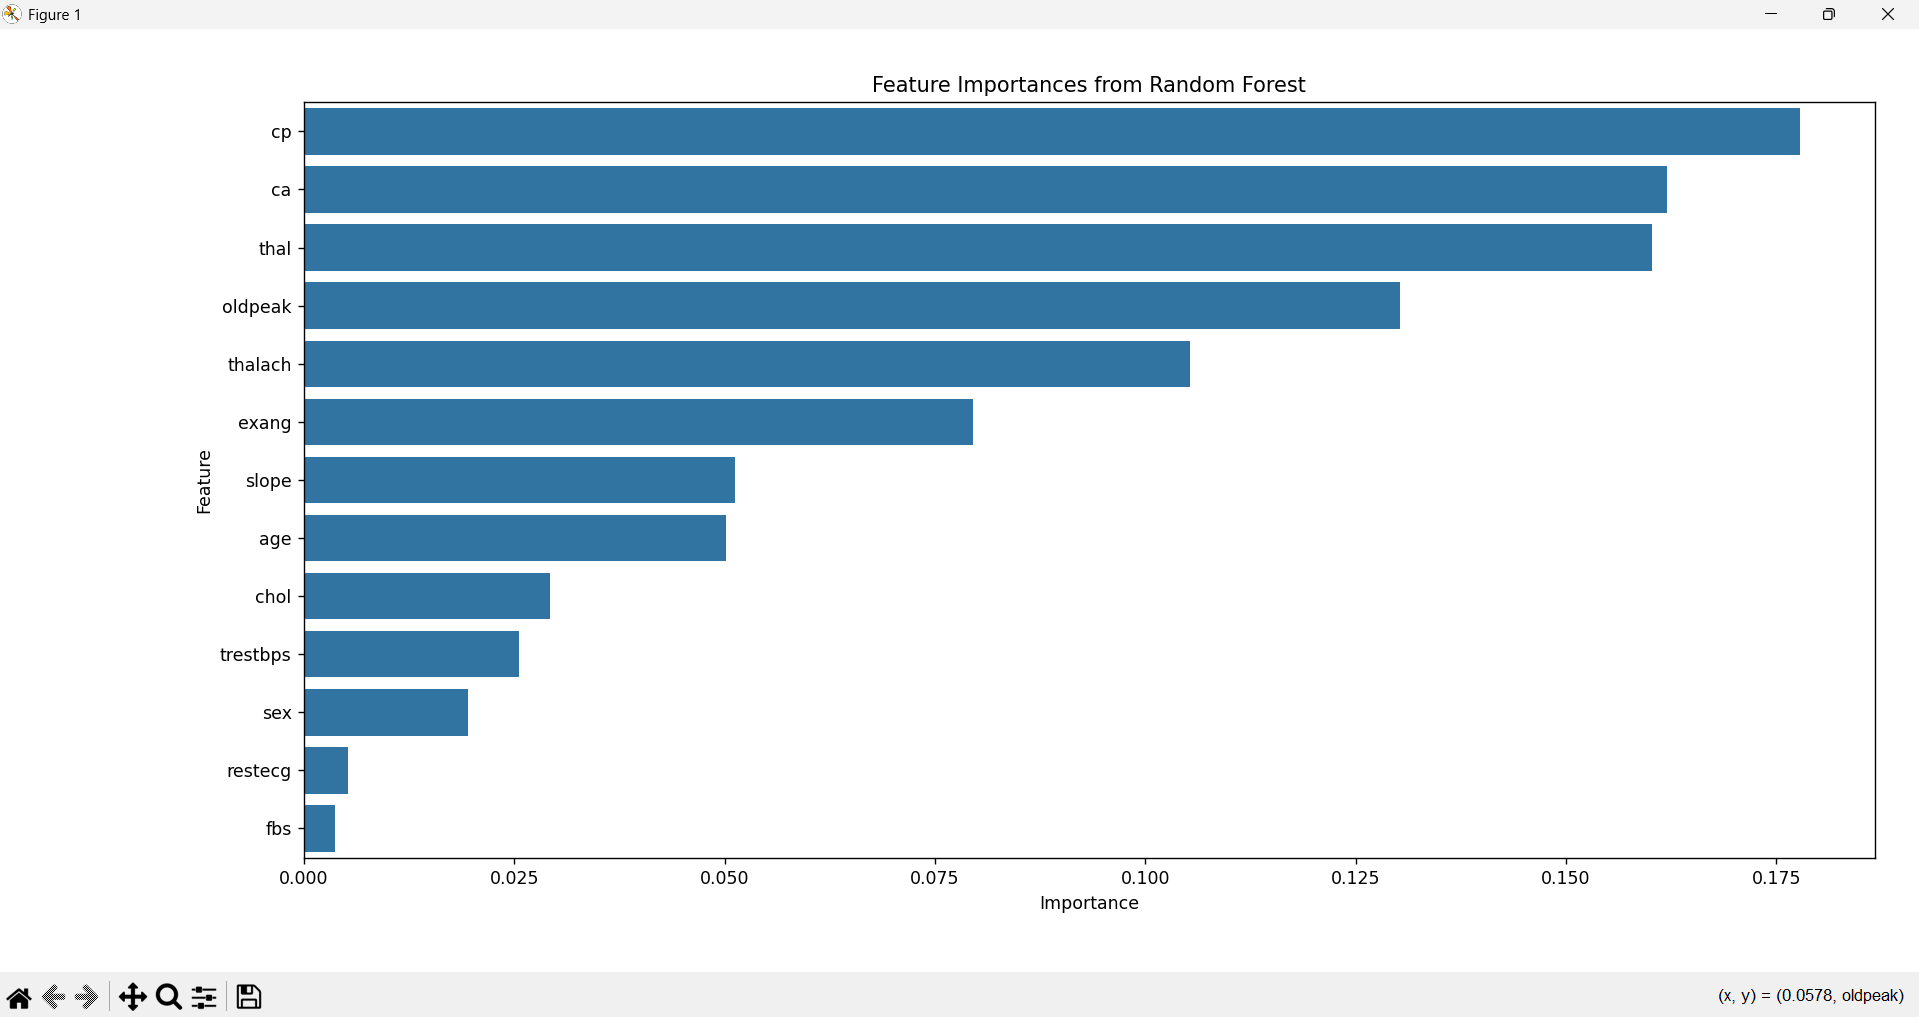 Figure 1
Feature Importances from Random Forest
cp
ca
thal
oldpeak
thalach
exang
slope
age
chol
trestbps
sex
restecg
fbs
Feature
0.000 0.025 0.050 0.075 0.100 0.125 0.150 0.175
Importance
(x, y) = (0.0578, oldpeak)